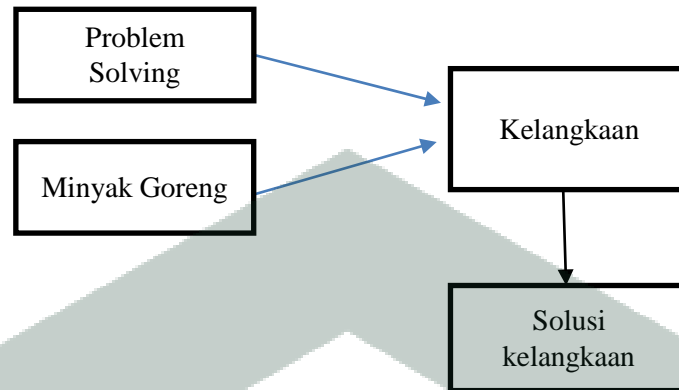 Problem
Solving
Kelangkaan
Minyak Goreng
Solusi
kelangkaan